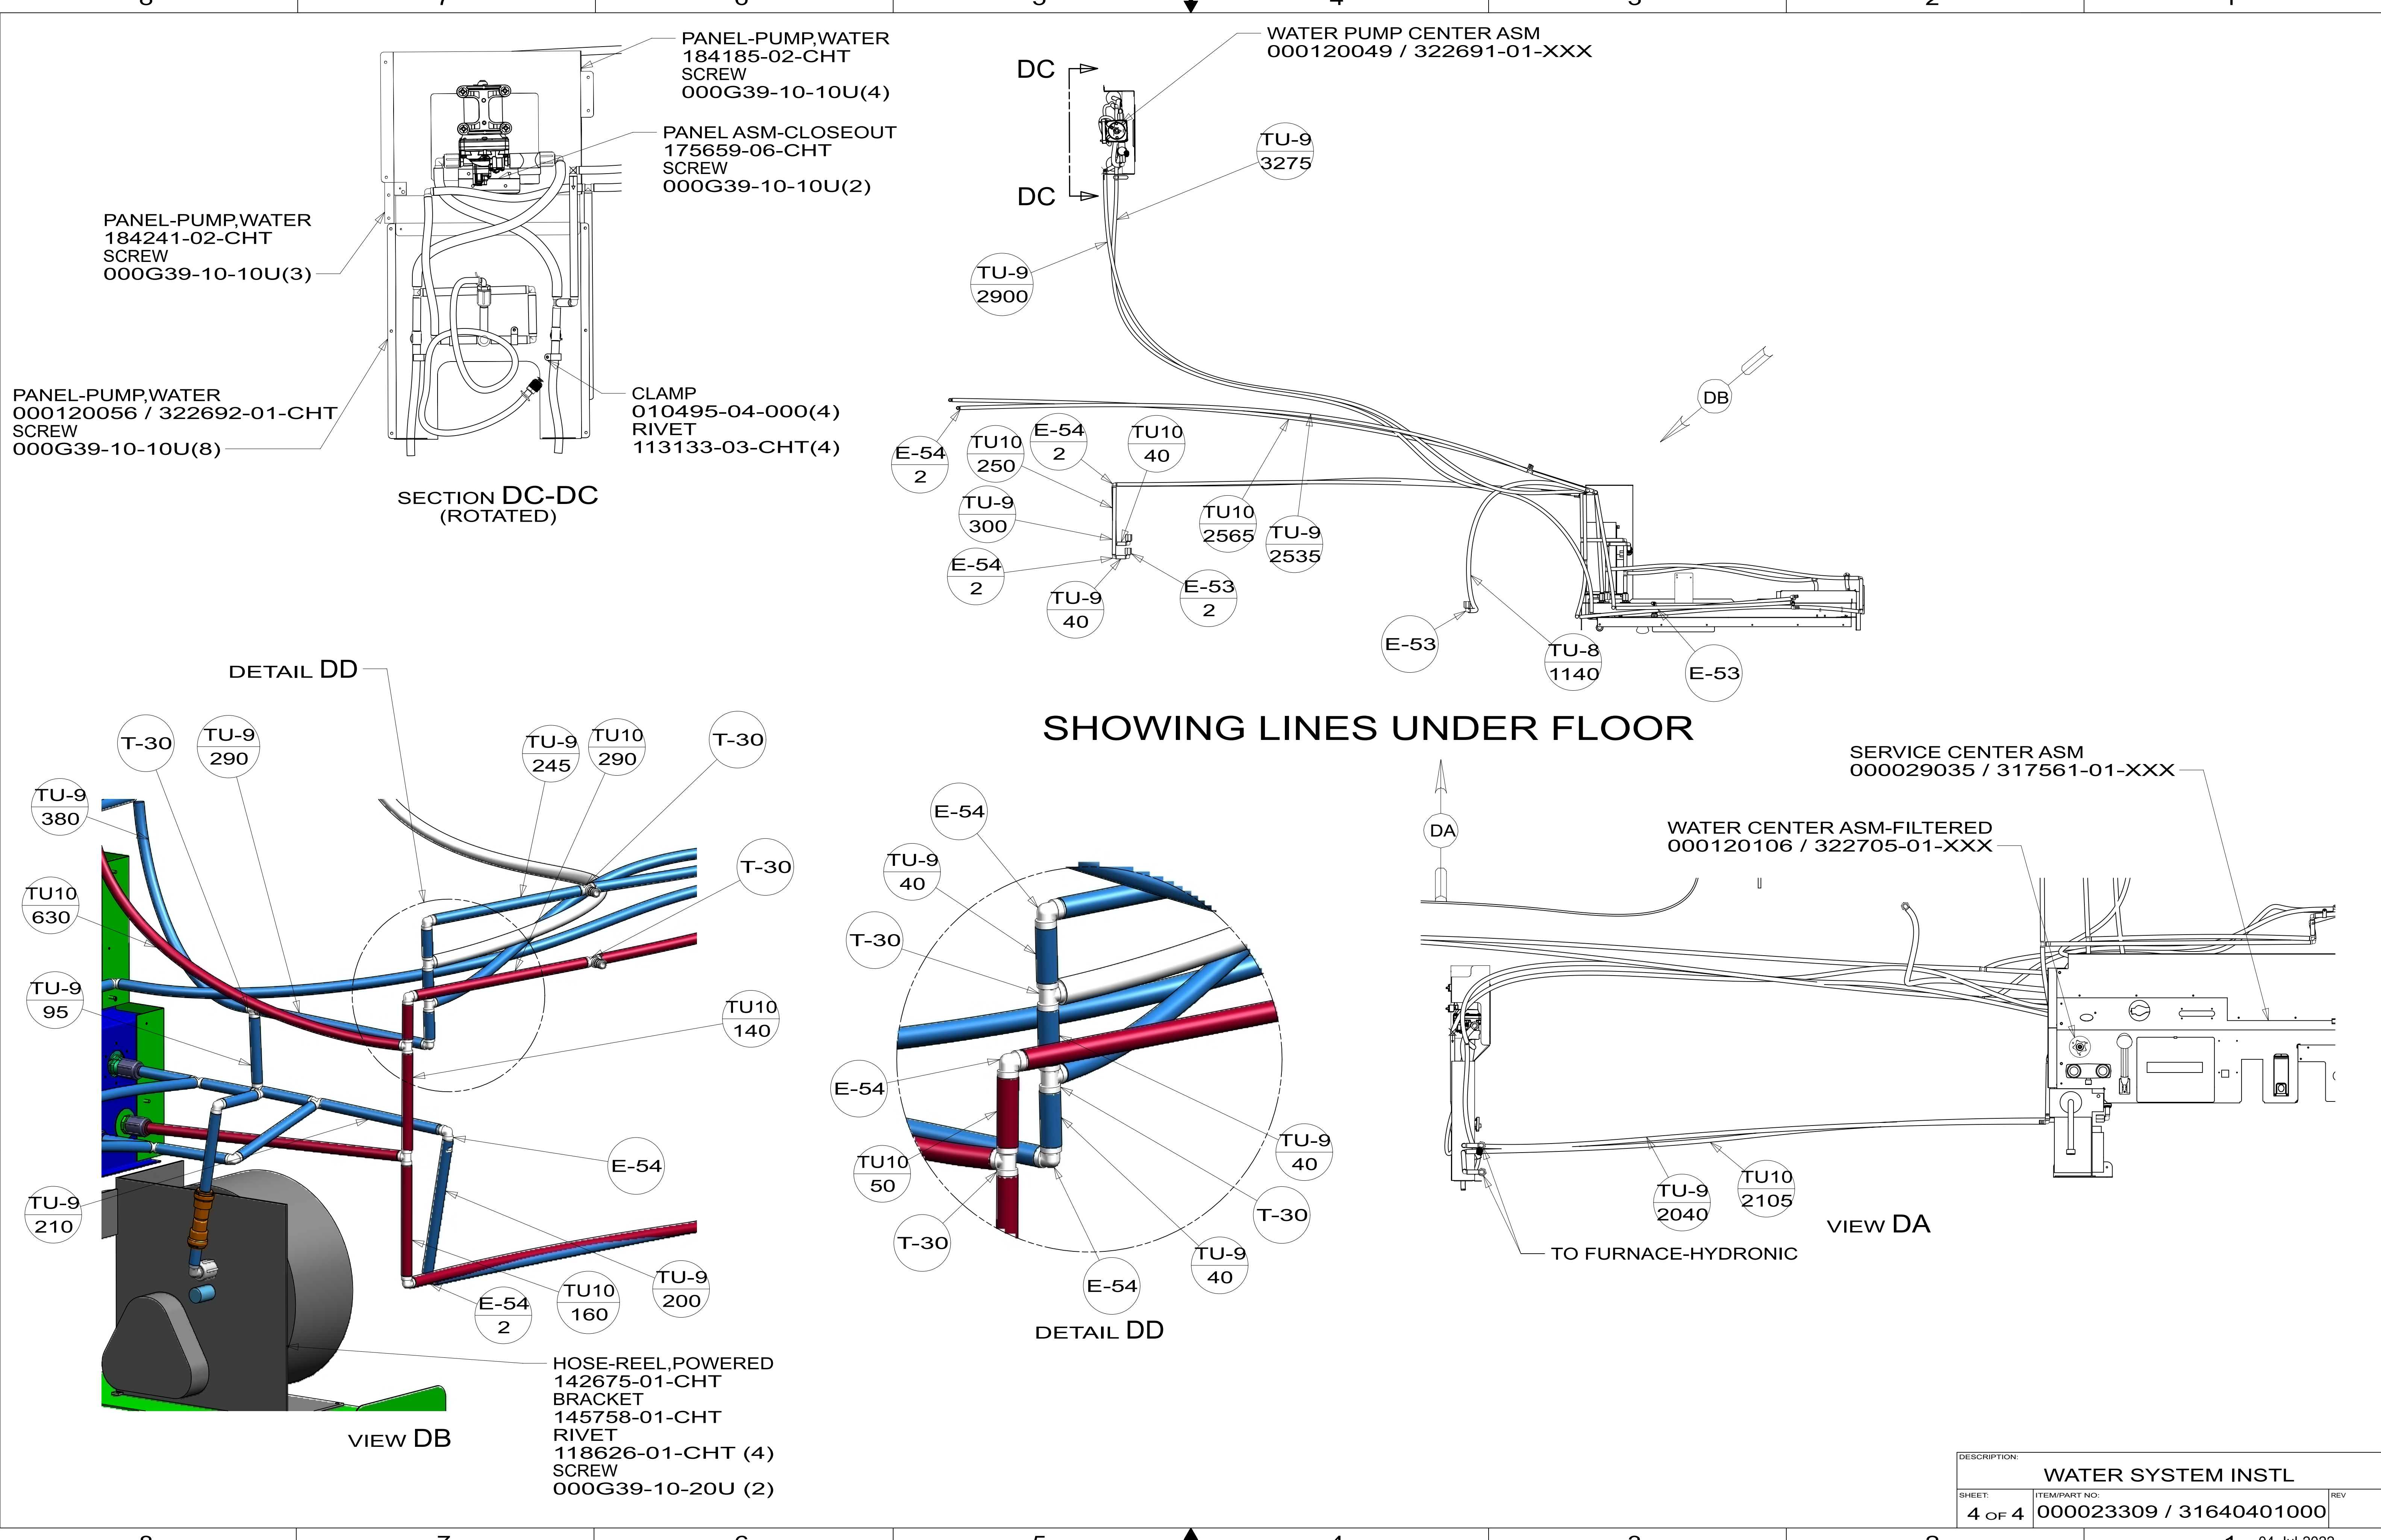 PANEL-PUMP,WATER
184185-02-CHT
SCREW
000G39-10-10U(4)
PANEL ASM-CLOSEOUT
175659-06-CHT
SCREW
000G39-10-10U(2)
PANEL-PUMP,WATER
184241-02-CHT
SCREW
000G39-10-10U(3)
PANEL-PUMP,WATER
000120056 / 322692-01-CHT
SCREW
000G39-10-10U(8)
CLAMP
010495-04-000(4)
RIVET
113133-03-CHT(4)
SECTION DC-DC
(ROTATED)
WATER PUMP CENTER ASM
000120049 / 322691-01-XXX
DC
DC
TU-9
3275
TU-9
2900
DB
E-54
2
TU10
250
E-54
2
TU10
40
TU-9
300
TU10
2565
TU-9
2535
E-54
2
TU-9
40
E-53
2
E-53
TU-8
1140
E-53
SHOWING LINES UNDER FLOOR
DETAIL DD
T-30
TU-9
290
TU-9
245
TU10
290
T-30
TU-9
380
T-30
TU10
630
TU-9
95
TU10
140
E-54
TU-9
210
TU-9
200
TU10
160
E-54
2
HOSE-REEL,POWERED
142675-01-CHT
BRACKET
145758-01-CHT
RIVET
118626-01-CHT (4)
SCREW
000G39-10-20U (2)
VIEW DB
E-54
TU-9
40
T-30
E-54
TU10
50
T-30
TU-9
40
T-30
TU-9
40
E-54
DETAIL DD
DA
SERVICE CENTER ASM
000029035 / 317561-01-XXX
WATER CENTER ASM-FILTERED
000120106 / 322705-01-XXX
TU-9
2040
TU10
2105
VIEW DA
TO FURNACE-HYDRONIC
DESCRIPTION:
WATER SYSTEM INSTL
SHEET:
4 OF 4
ITEM/PART NO:
000023309 / 31640401000
REV